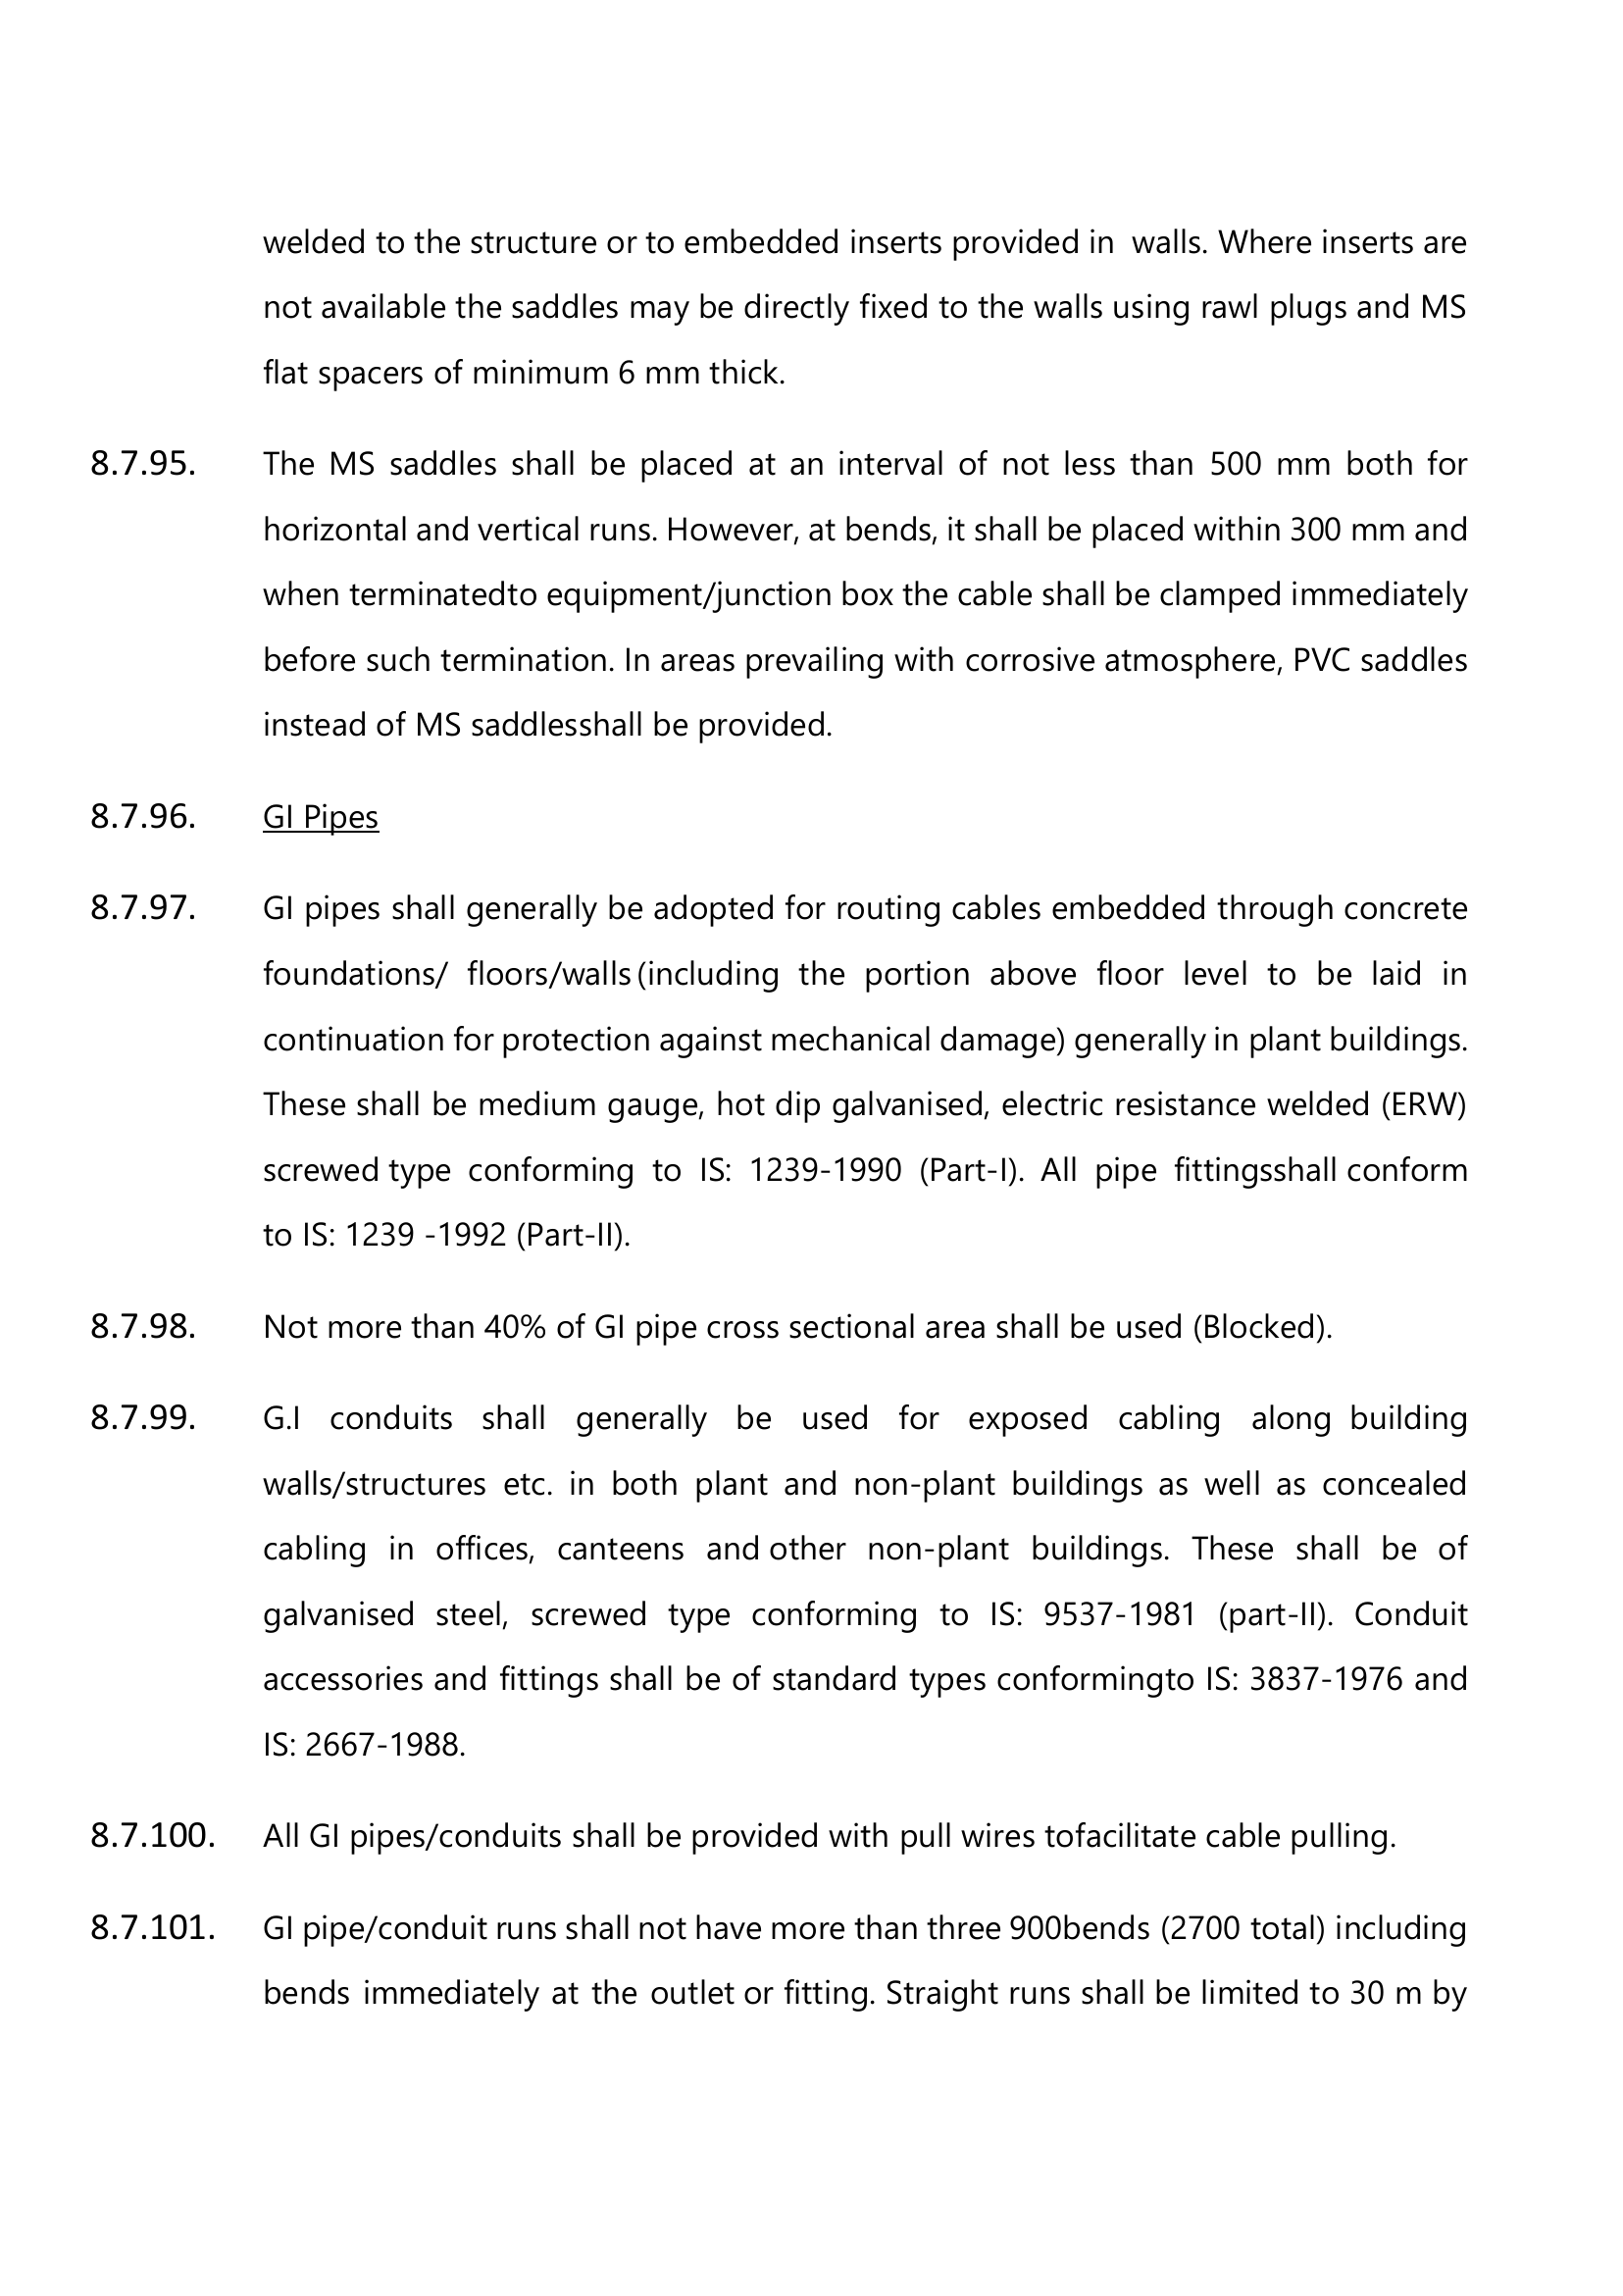 welded to the structure or to embedded inserts provided in walls. Where inserts are
not available the saddles may be directly fixed to the walls using rawl plugs and MS
flat spacers of minimum 6 mm thick.
8.7.95. The MS saddles shall be placed at an interval of not less than 500 mm both for
horizontal and vertical runs. However, at bends, it shall be placed within 300 mm and
when terminatedto equipment/junction box the cable shall be clamped immediately
before such termination. In areas prevailing with corrosive atmosphere, PVC saddles
instead of MS saddlesshall be provided.
8.7.96. GI Pipes
8.7.97. GI pipes shall generally be adopted for routing cables embedded through concrete
foundations/ floors/walls (including the portion above floor level to be laid in
continuation for protection against mechanical damage) generally in plant buildings.
These shall be medium gauge, hot dip galvanised, electric resistance welded (ERW)
screwed type conforming to IS: 1239-1990 (Part-I). All pipe fittingsshall conform
to IS: 1239 -1992 (Part-II).
8.7.98. Not more than 40% of GI pipe cross sectional area shall be used (Blocked).
8.7.99. G.I conduits shall generally be used for exposed cabling along building
walls/structures etc. in both plant and non-plant buildings as well as concealed
cabling in offices, canteens and other non-plant buildings. These shall be of
galvanised steel, screwed type conforming to IS: 9537-1981 (part-II). Conduit
accessories and fittings shall be of standard types conformingto IS: 3837-1976 and
IS: 2667-1988.
8.7.100. All GI pipes/conduits shall be provided with pull wires tofacilitate cable pulling.
8.7.101. GI pipe/conduit runs shall not have more than three 900bends (2700 total) including
bends immediately at the outlet or fitting. Straight runs shall be limited to 30 m by